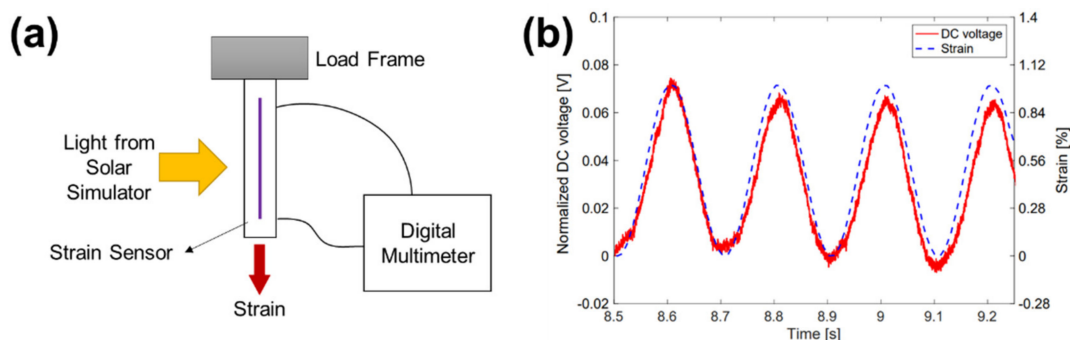 (a)
Load Frame
Light from
Solar
Simulator
Strain Sensor
Strain
Digital
Multimeter
(b)
DC voltage
Strain
Normalized DC voltage [V]
0.1
0.08
0.06
0.04
0.02
0
-0.02
1.4
1.12
0.84
0.56
0.28
0
-0.28
Strain [%]
8.5 8.6 8.7 8.8 8.9 9 9.1 9.2
Time [s]